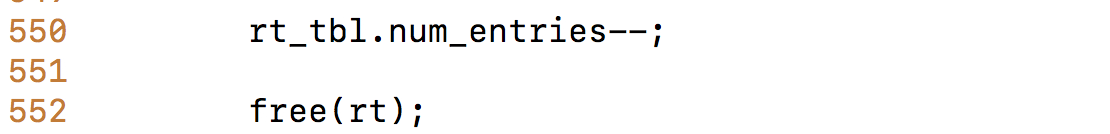 550 rt_tbl.num_entries--;
551
552 free(rt);